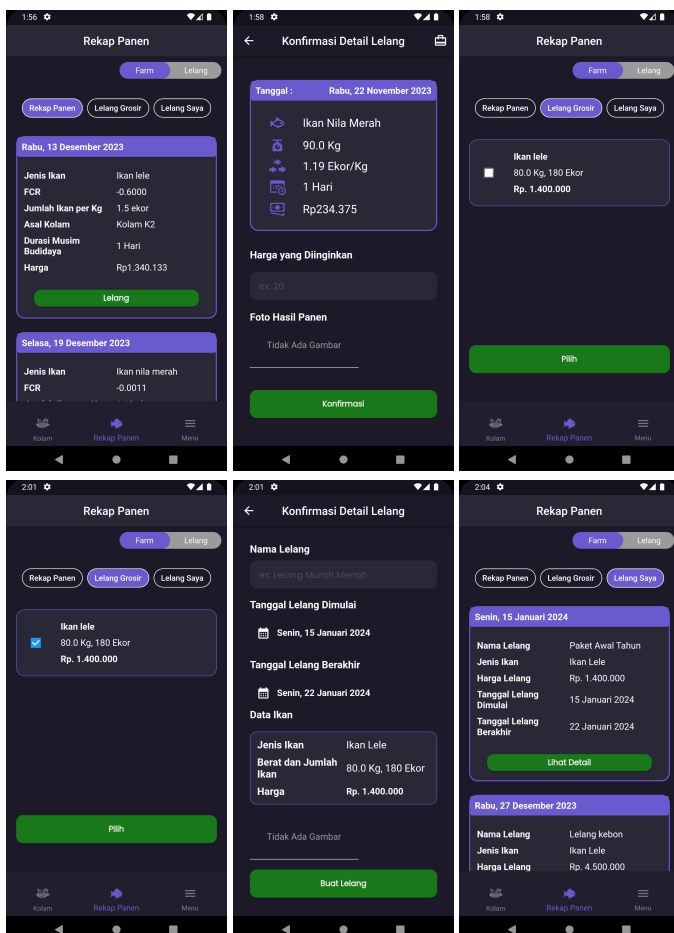 1:56
Rekap Panen
Farm Lelang
Rekap Panen Lelang Grosir Lelang Saya
Rabu, 13 Desember 2023
Jenis Ikan Ikan lele
FCR -0.6000
Jumlah Ikan per Kg 1.5 ekor
Asal Kolam Kolam K2
Durasi Musim Budidaya 1 Hari
Harga Rp1.340.133
Lelang
Selasa, 19 Desember 2023
Jenis Ikan Ikan nila merah
FCR -0.0011
Kolam Rekap Panen Menu
1:58
Konfirmasi Detail Lelang
Tanggal : Rabu, 22 November 2023
Ikan Nila Merah
90.0 Kg
1.19 Ekor/Kg
1 Hari
Rp234.375
Harga yang Diinginkan
ex: 20
Foto Hasil Panen
Tidak Ada Gambar
Konfirmasi
1:58
Rekap Panen
Farm Lelang
Rekap Panen Lelang Grosir Lelang Saya
Ikan lele
80.0 Kg, 180 Ekor
Rp. 1.400.000
Pilih
Kolam Rekap Panen Menu
2:01
Rekap Panen
Farm Lelang
Rekap Panen Lelang Grosir Lelang Saya
Ikan lele
80.0 Kg, 180 Ekor
Rp. 1.400.000
Pilih
Kolam Rekap Panen Menu
2:01
Konfirmasi Detail Lelang
Nama Lelang
ex: Lelang Murah Meriah
Tanggal Lelang Dimulai
Senin, 15 Januari 2024
Tanggal Lelang Berakhir
Senin, 22 Januari 2024
Data Ikan
Jenis Ikan Ikan Lele
Berat dan Jumlah Ikan 80.0 Kg, 180 Ekor
Harga Rp. 1.400.000
Tidak Ada Gambar
Buat Lelang
2:04
Rekap Panen
Farm Lelang
Rekap Panen Lelang Grosir Lelang Saya
Senin, 15 Januari 2024
Nama Lelang Paket Awal Tahun
Jenis Ikan Ikan Lele
Harga Lelang Rp. 1.400.000
Tanggal Lelang Dimulai 15 Januari 2024
Tanggal Lelang Berakhir 22 Januari 2024
Lihat Detail
Rabu, 27 Desember 2023
Nama Lelang Lelang kebon
Jenis Ikan Ikan Lele
Harga Lelang Rp. 4.500.000
Kolam Rekap Panen Menu